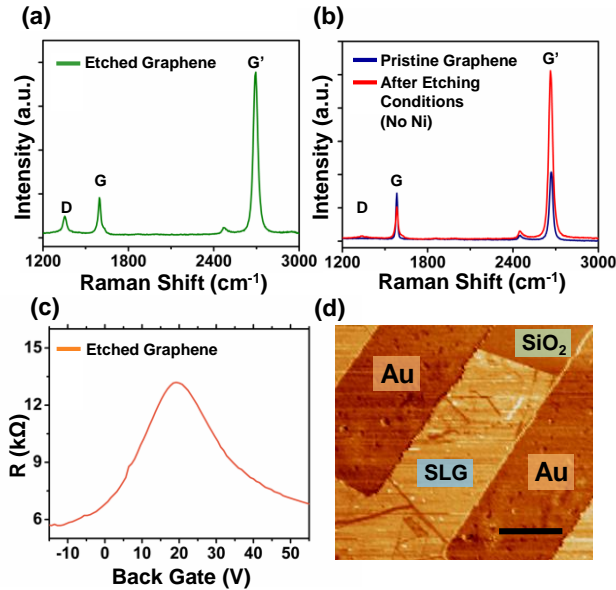 (a)
Etched Graphene
G'
G
D
Intensity (a.u.)
1200 1800 2400 3000
Raman Shift (cm-1)
(b)
Pristine Graphene
After Etching
Conditions
(No Ni)
G'
G
D
Intensity (a.u.)
1200 1800 2400 3000
Raman Shift (cm-1)
(c)
Etched Graphene
15
12
9
6
R (kΩ)
-10 0 10 20 30 40 50
Back Gate (V)
(d)
SiO2
Au
SLG
Au